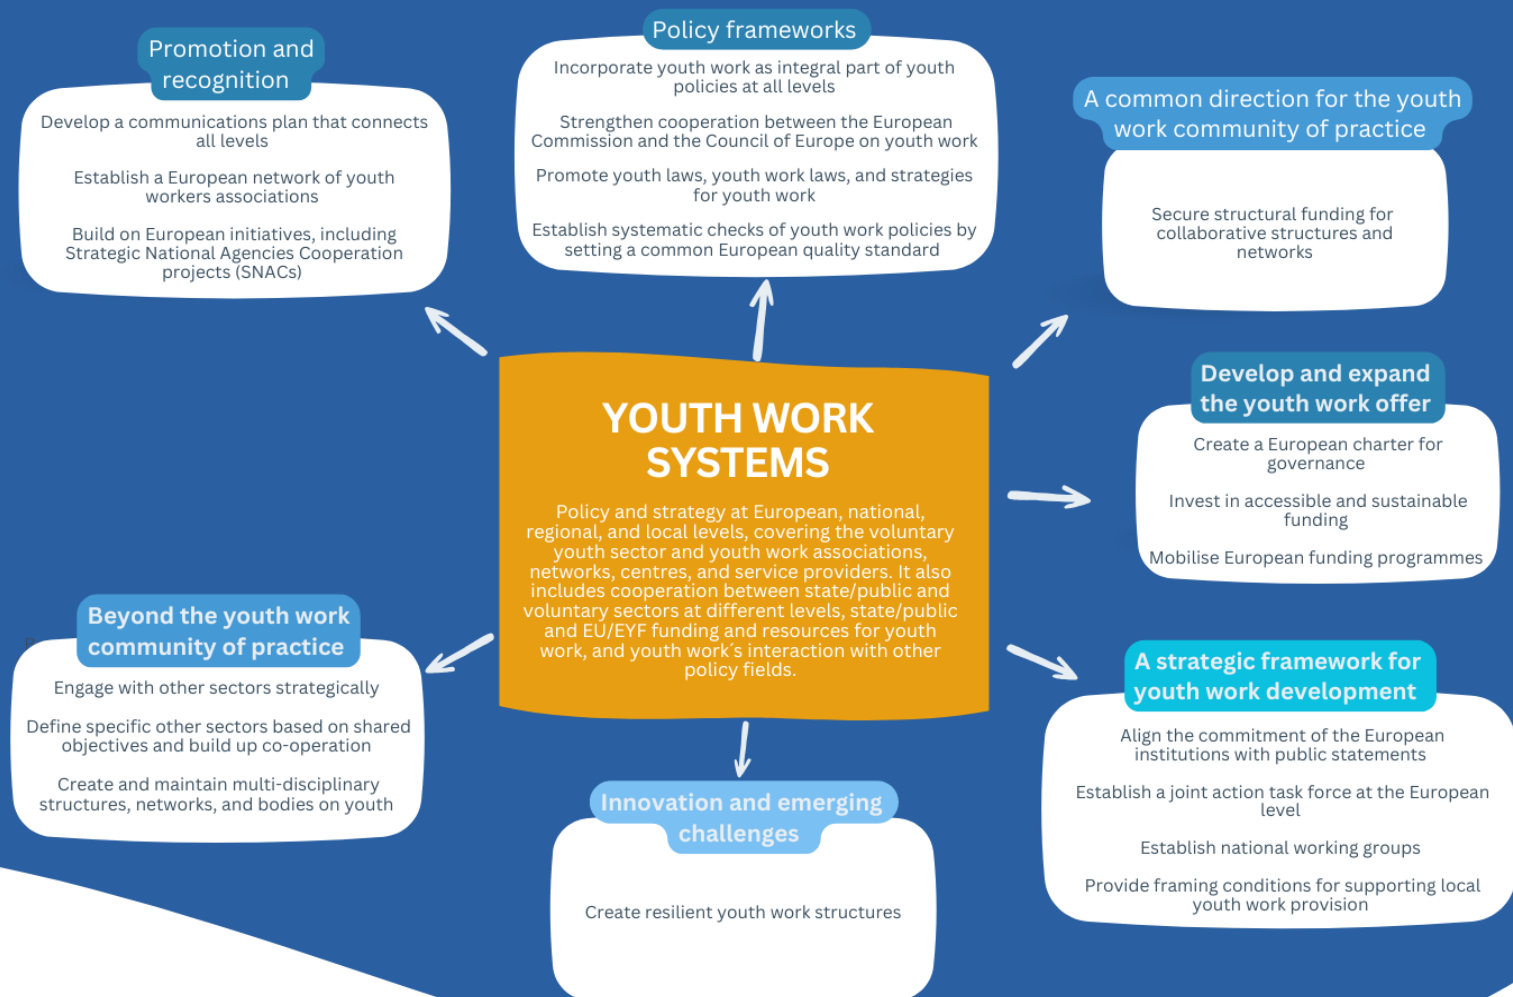 Promotion and
recognition
Develop a communications plan that connects
all levels
Establish a European network of youth
workers associations
Build on European initiatives, including
Strategic National Agencies Cooperation
projects (SNACs)
Policy frameworks
Incorporate youth work as integral part of youth
policies at all levels
Strengthen cooperation between the European
Commission and the Council of Europe on youth work
Promote youth laws, youth work laws, and strategies
for youth work
Establish systematic checks of youth work policies by
setting a common European quality standard
A common direction for the youth
work community of practice
Secure structural funding for
collaborative structures and
networks
YOUTH WORK
SYSTEMS
Policy and strategy at European, national,
regional, and local levels, covering the voluntary
youth sector and youth work associations,
networks, centres, and service providers. It also
includes cooperation between state/public and
voluntary sectors at different levels, state/public
and EU/EYF funding and resources for youth
work, and youth work´s interaction with other
policy fields.
Develop and expand
the youth work offer
Create a European charter for
governance
Invest in accessible and sustainable
funding
Mobilise European funding programmes
Beyond the youth work
community of practice
Engage with other sectors strategically
Define specific other sectors based on shared
objectives and build up co-operation
Create and maintain multi-disciplinary
structures, networks, and bodies on youth
Innovation and emerging
challenges
Create resilient youth work structures
A strategic framework for
youth work development
Align the commitment of the European
institutions with public statements
Establish a joint action task force at the European
level
Establish national working groups
Provide framing conditions for supporting local
youth work provision